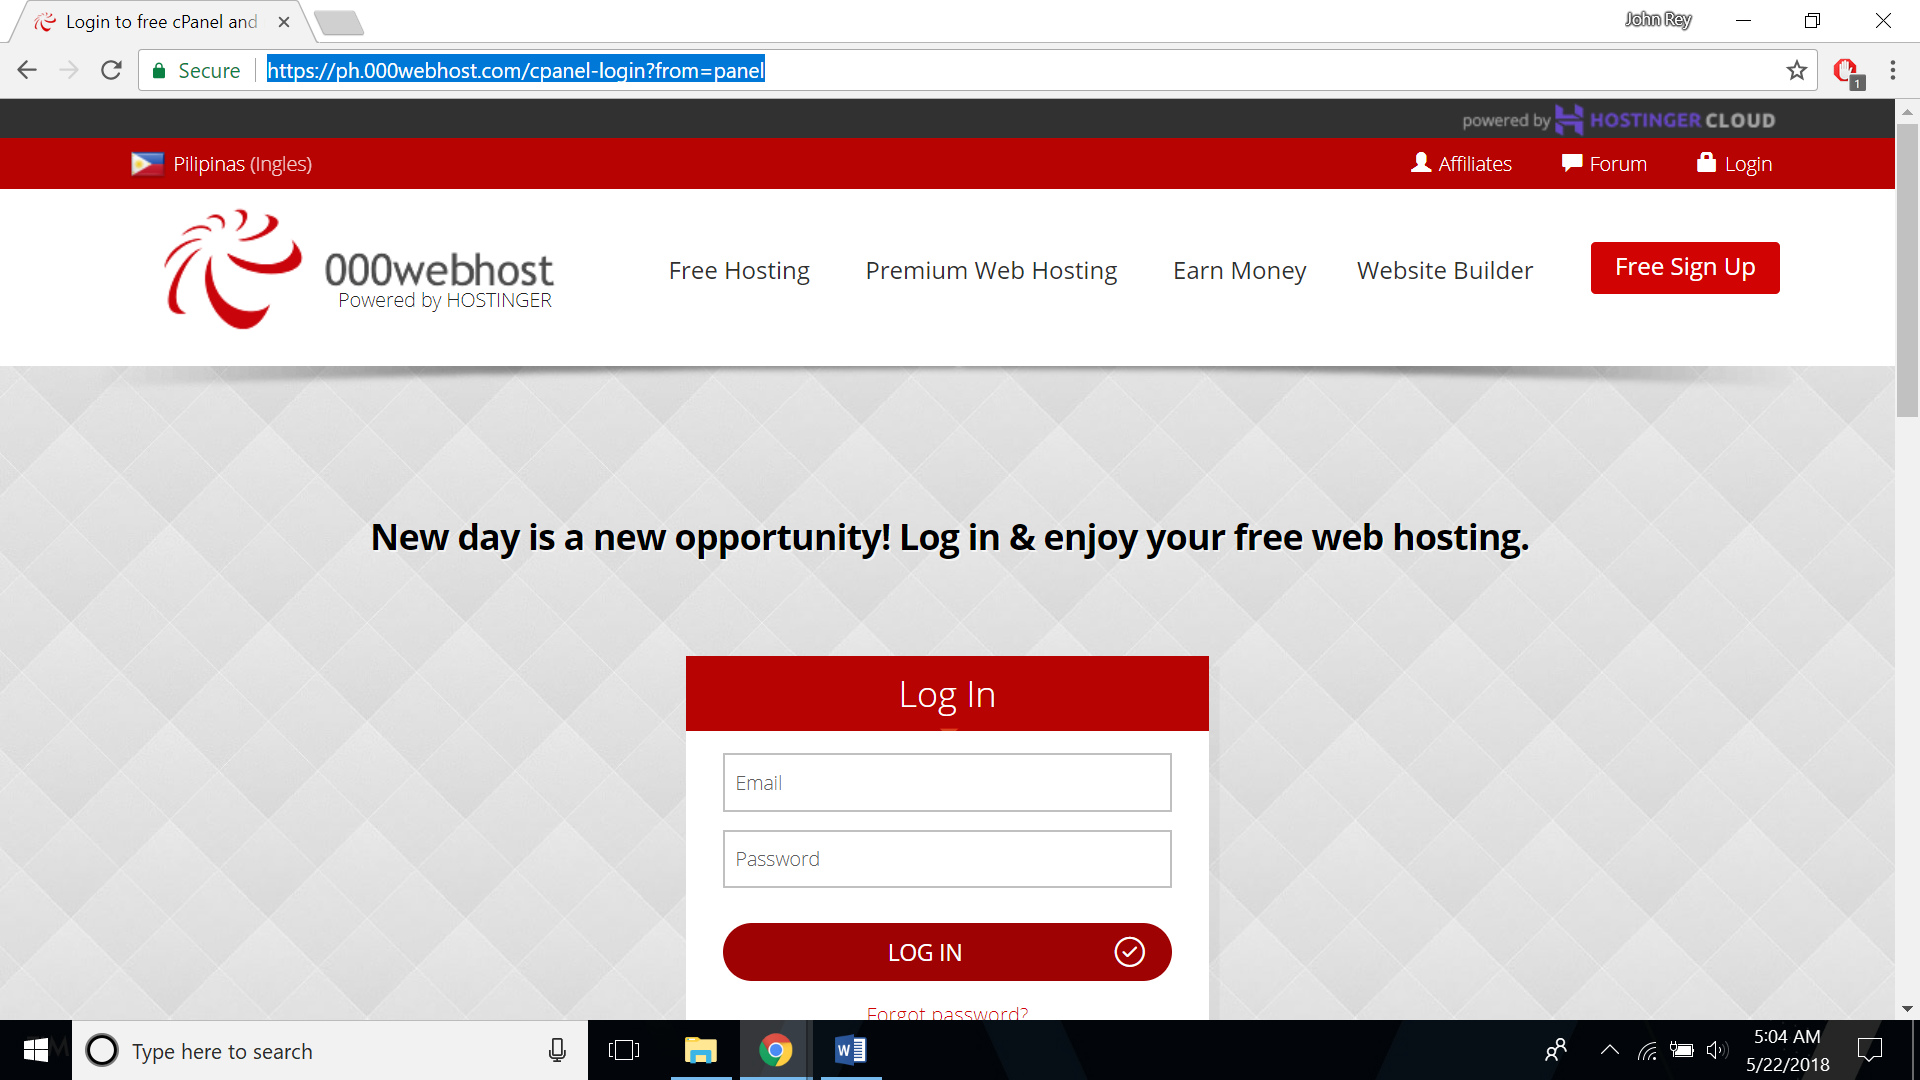 Login to free cPanel and
John Rey
Secure
https://ph.000webhost.com/cpanel-login?from=panel
1
powered by HOSTINGER CLOUD
Pilipinas (Ingles)
Affiliates
Forum
Login
000webhost
Powered by HOSTINGER
Free Hosting
Premium Web Hosting
Earn Money
Website Builder
Free Sign Up
New day is a new opportunity! Log in & enjoy your free web hosting.
Log In
Email
Password
LOG IN
Forgot password?
Type here to search
5:04 AM
5/22/2018